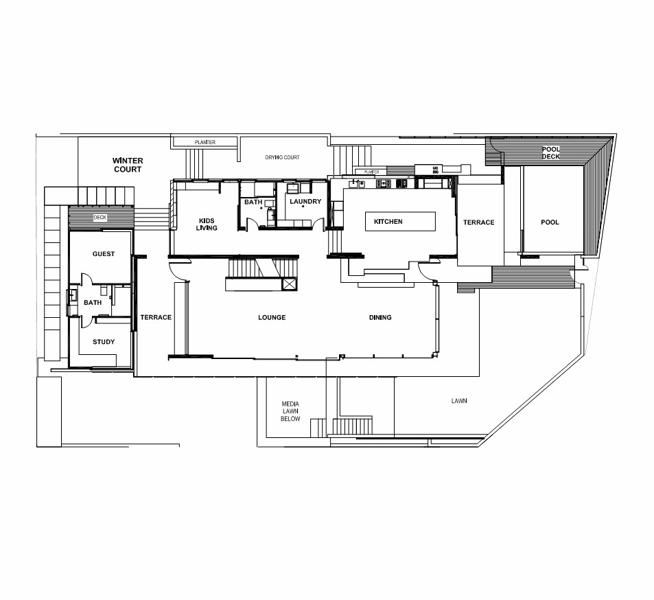 PLANTER
DRYING COURT
POOL
DECK
WINTER
COURT
PLANTER
BATH
LAUNDRY
DECK
KIDS
LIVING
KITCHEN
TERRACE
POOL
GUEST
BATH
TERRACE
LOUNGE
DINING
STUDY
MEDIA
LAWN
BELOW
LAWN